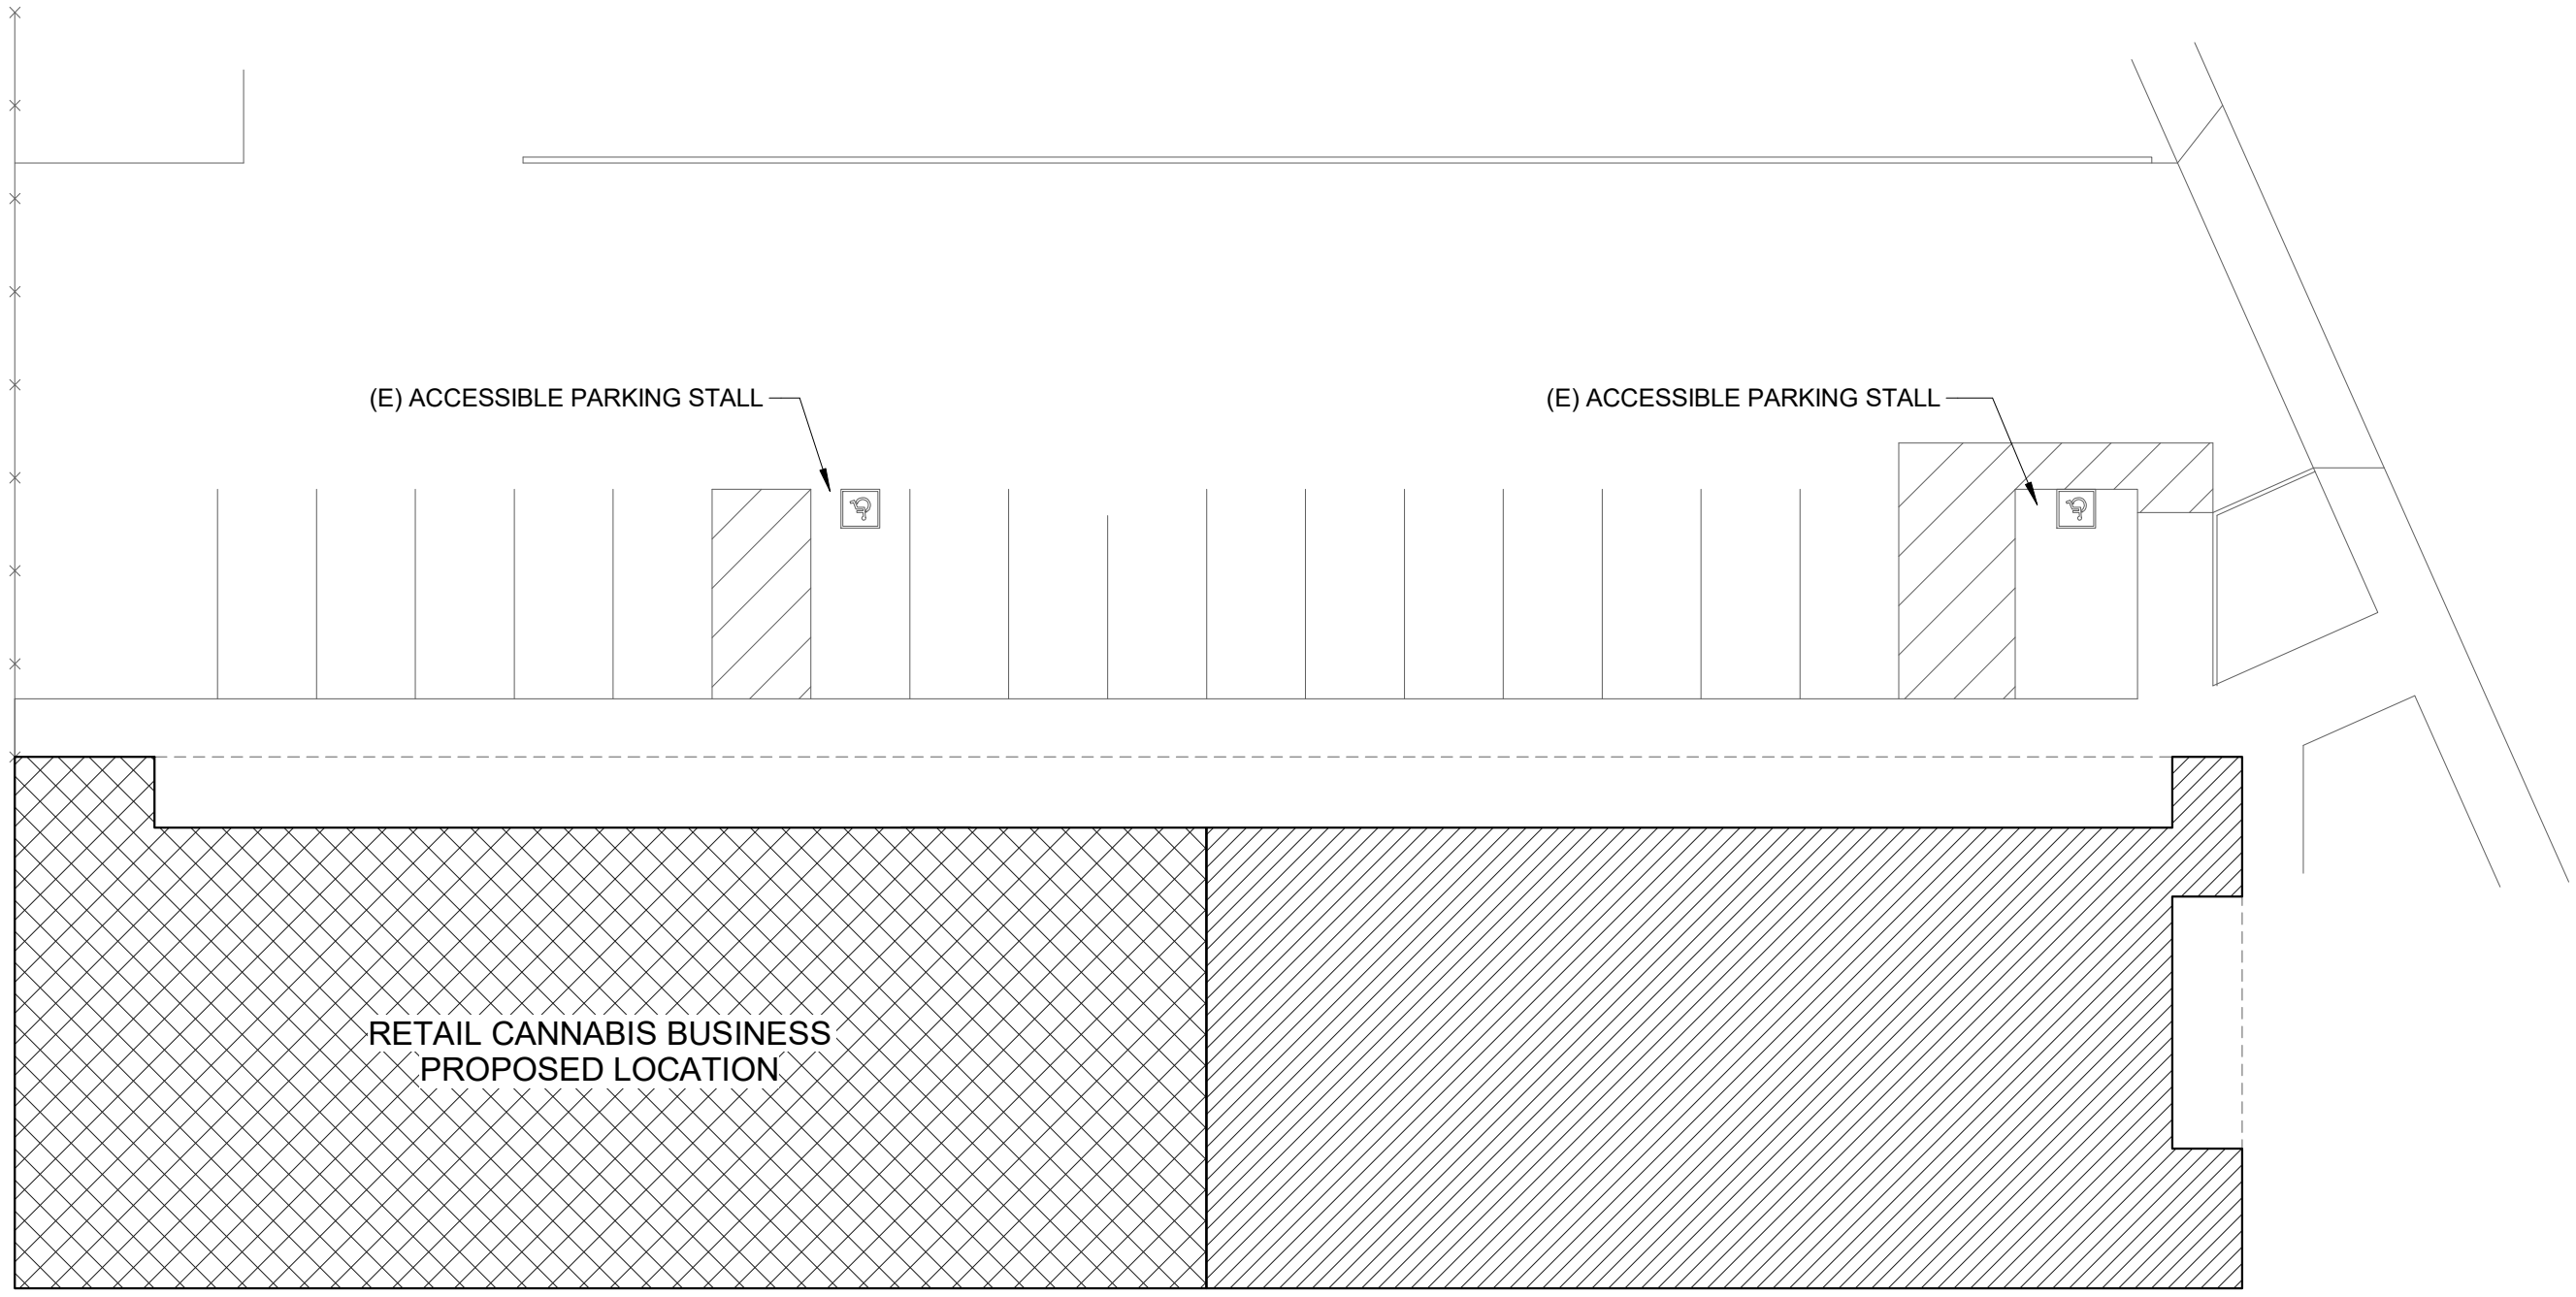 (E) ACCESSIBLE PARKING STALL
(E) ACCESSIBLE PARKING STALL
RETAIL CANNABIS BUSINESS
PROPOSED LOCATION